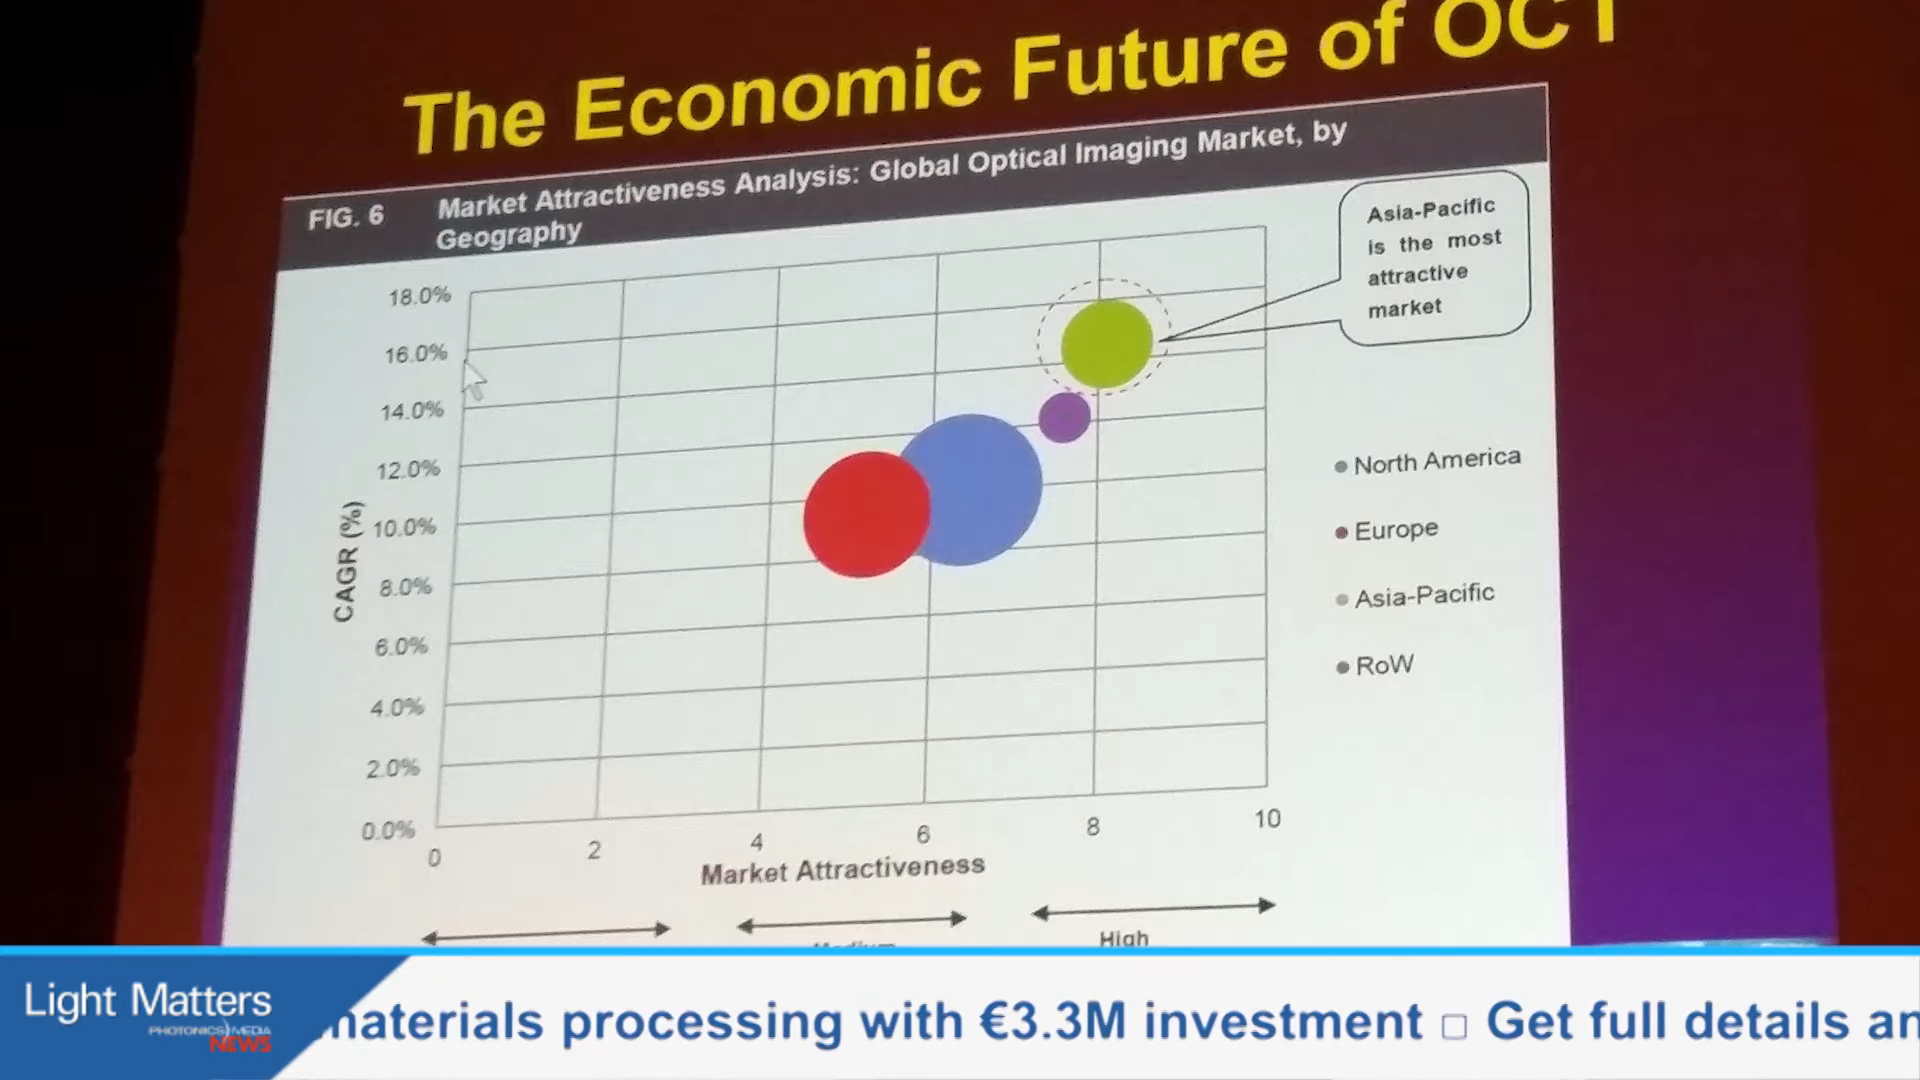 The Economic Future of OCT
FIG. 6
Market Attractiveness Analysis: Global Optical Imaging Market, by
Geography
Asia-Pacific
is the most
attractive
market
18.0%
16.0%
14.0%
12.0%
10.0%
8.0%
6.0%
4.0%
2.0%
0.0%
CAGR (%)
North America
Europe
Asia-Pacific
RoW
0
2
4
6
8
10
Market Attractiveness
High
Light Matters
PHOTONICS MEDIA
NEWS
materials processing with €3.3M investment □ Get full details